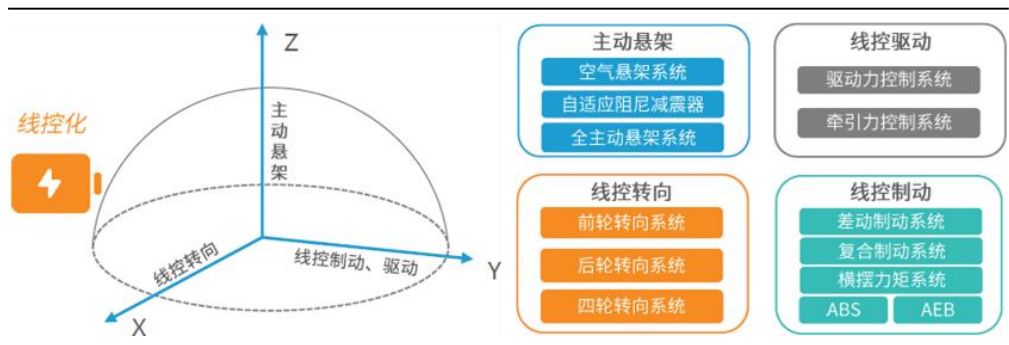 线控化
Z
主动悬架
线控转向
线控制动、驱动
Y
X
主动悬架
空气悬架系统
自适应阻尼减震器
全主动悬架系统
线控驱动
驱动力控制系统
牵引力控制系统
线控转向
前轮转向系统
后轮转向系统
四轮转向系统
线控制动
差动制动系统
复合制动系统
横摆力矩系统
ABS AEB